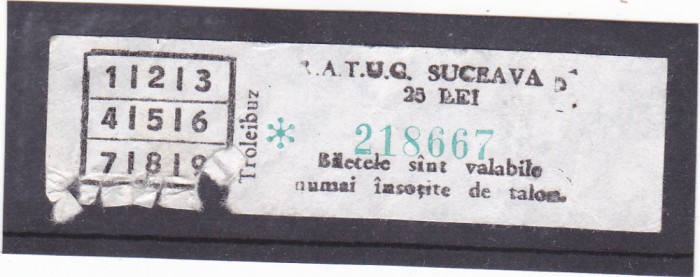 1|2|3
4|5|6
7|8|9
Troleibuz
.A.T.U.G. SUCEAVA
25 LEI
218667
Biletele sînt valabile
numai însoțite de talon.